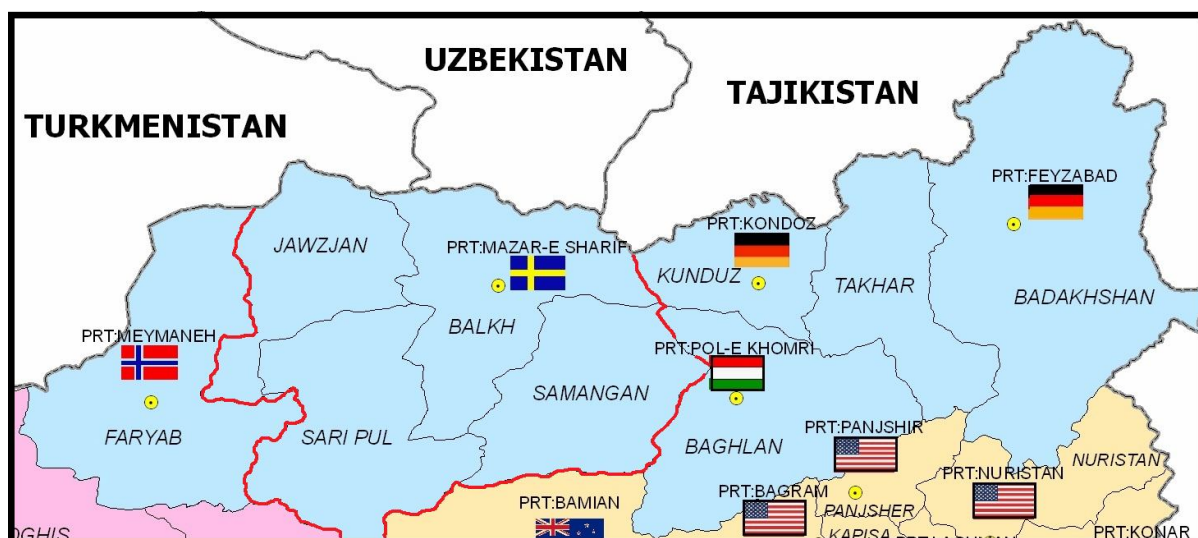 UZBEKISTAN
TAJIKISTAN
TURKMENISTAN
PRT:FEYZABAD
PRT:KONDOZ
JAWZJAN
PRT:MAZAR-E SHARIF
KUNDUZ
TAKHAR
BADAKHSHAN
BALKH
PRT:MEYMANEH
PRT:POL-E KHOMRI
SAMANGAN
FARYAB
SARI PUL
BAGHLAN
PRT:PANJSHIR
NURISTAN
PRT:NURISTAN
PRT:BAGRAM
PRT:BAMIAN
PANJSHER
KAPISA
PRT:KONAR